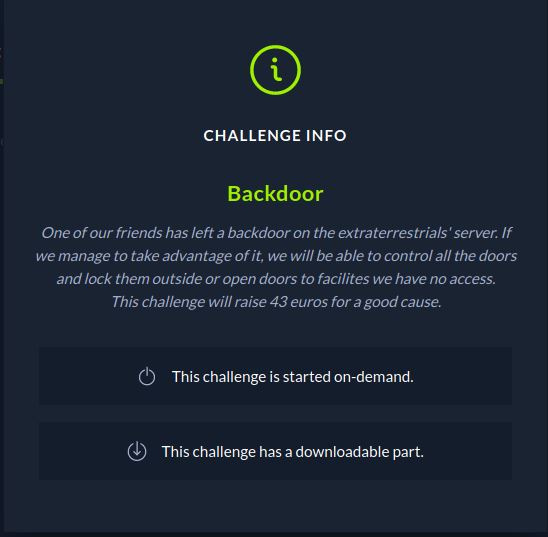 CHALLENGE INFO
Backdoor
One of our friends has left a backdoor on the extraterrestrials' server. If
we manage to take advantage of it, we will be able to control all the doors
and lock them outside or open doors to facilites we have no access.
This challenge will raise 43 euros for a good cause.
This challenge is started on-demand.
This challenge has a downloadable part.